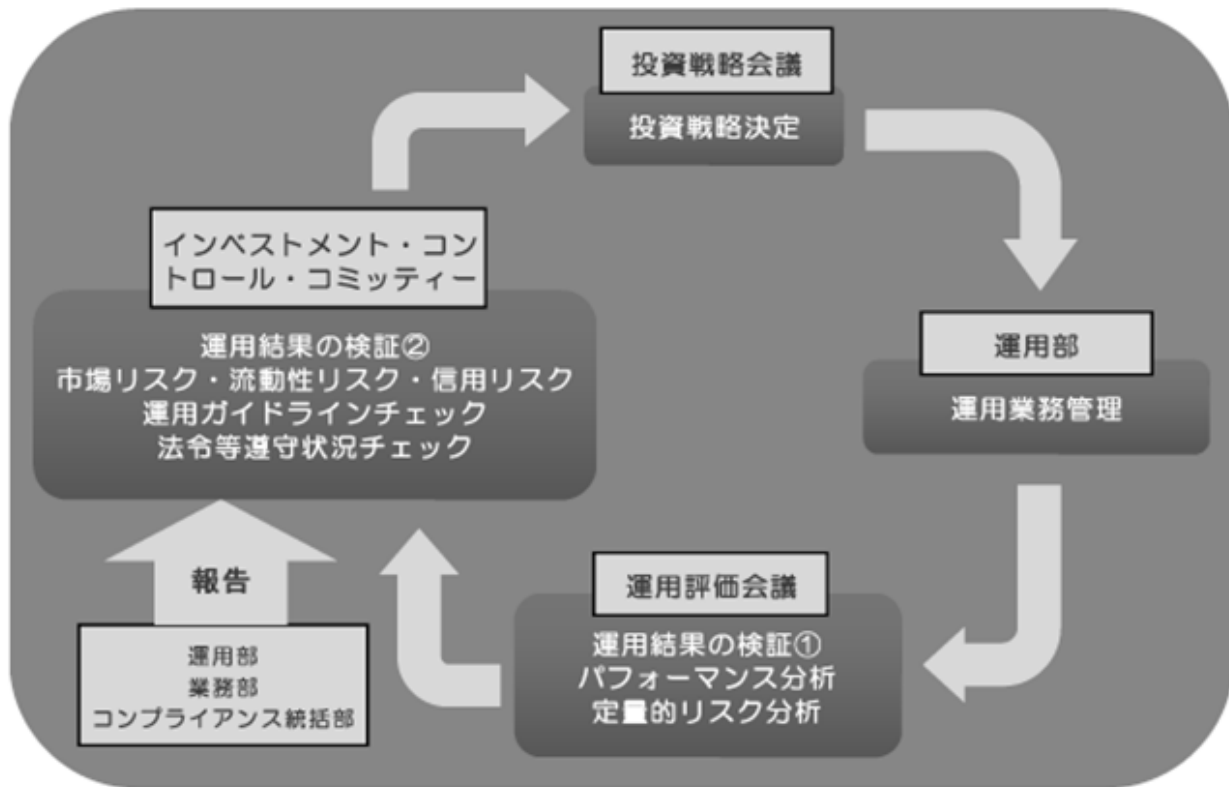 投資戦略会議
投資戦略決定
インベストメント・コン
トロール・コミッティー
運用結果の検証②
市場リスク・流動性リスク・信用リスク
運用ガイドラインチェック
法令等遵守状況チェック
運用部
運用業務管理
運用評価会議
運用結果の検証①
パフォーマンス分析
定量的リスク分析
報告
運用部
業務部
コンプライアンス統括部